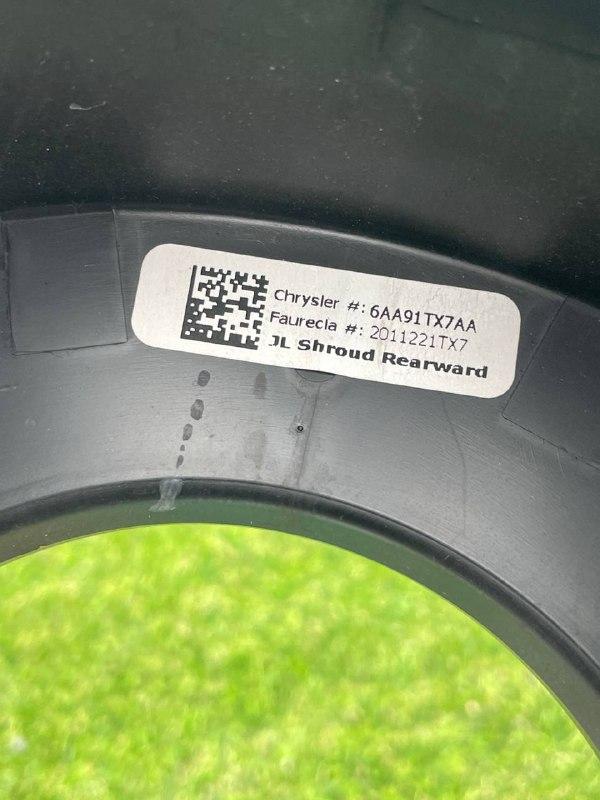 Chrysler #: 6AA91TX7AA
Faurecia #: 2011221TX7
JL Shroud Rearward